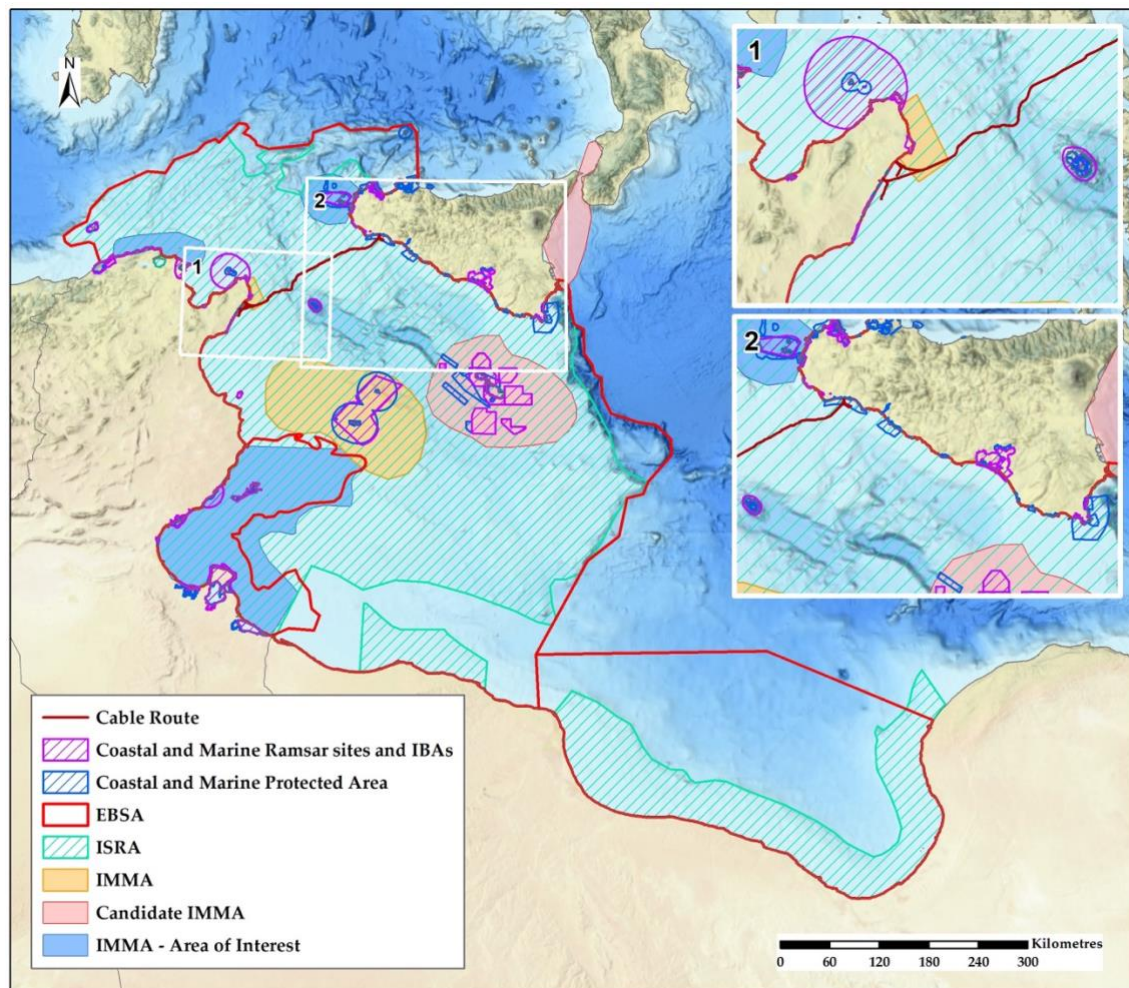 N
1
2
1
2
Cable Route
Coastal and Marine Ramsar sites and IBAs
Coastal and Marine Protected Area
EBSA
ISRA
IMMA
Candidate IMMA
IMMA - Area of Interest
Kilometres
0 60 120 180 240 300